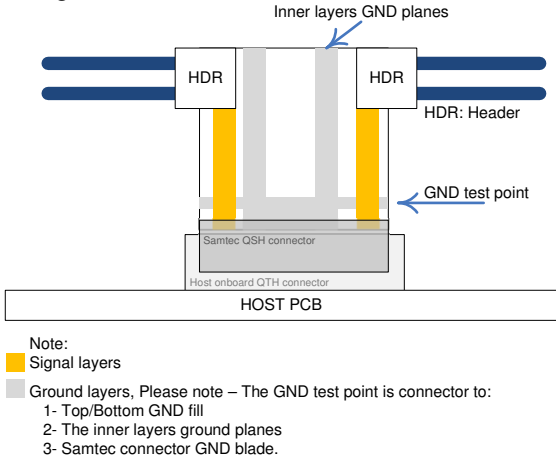 Inner layers GND planes
HDR
HDR
HDR: Header
GND test point
Samtec QSH connector
Host onboard QTH connector
HOST PCB
Note:
Signal layers
Ground layers, Please note – The GND test point is connector to:
1- Top/Bottom GND fill
2- The inner layers ground planes
3- Samtec connector GND blade.